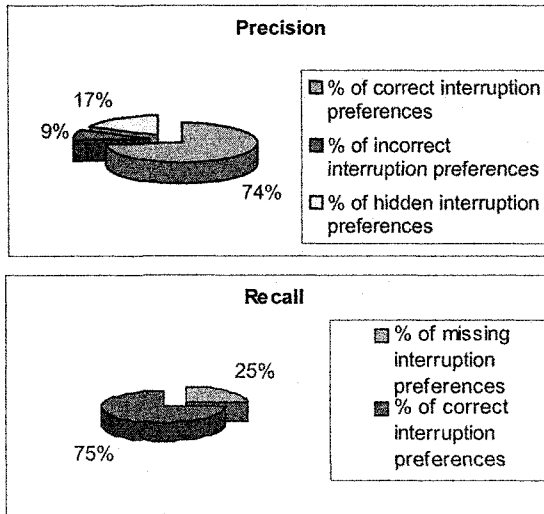 Precision
17%
9%
74%
% of correct interruption
preferences
% of incorrect
interruption preferences
% of hidden interruption
preferences
Recall
25%
75%
% of missing
interruption
preferences
% of correct
interruption
preferences